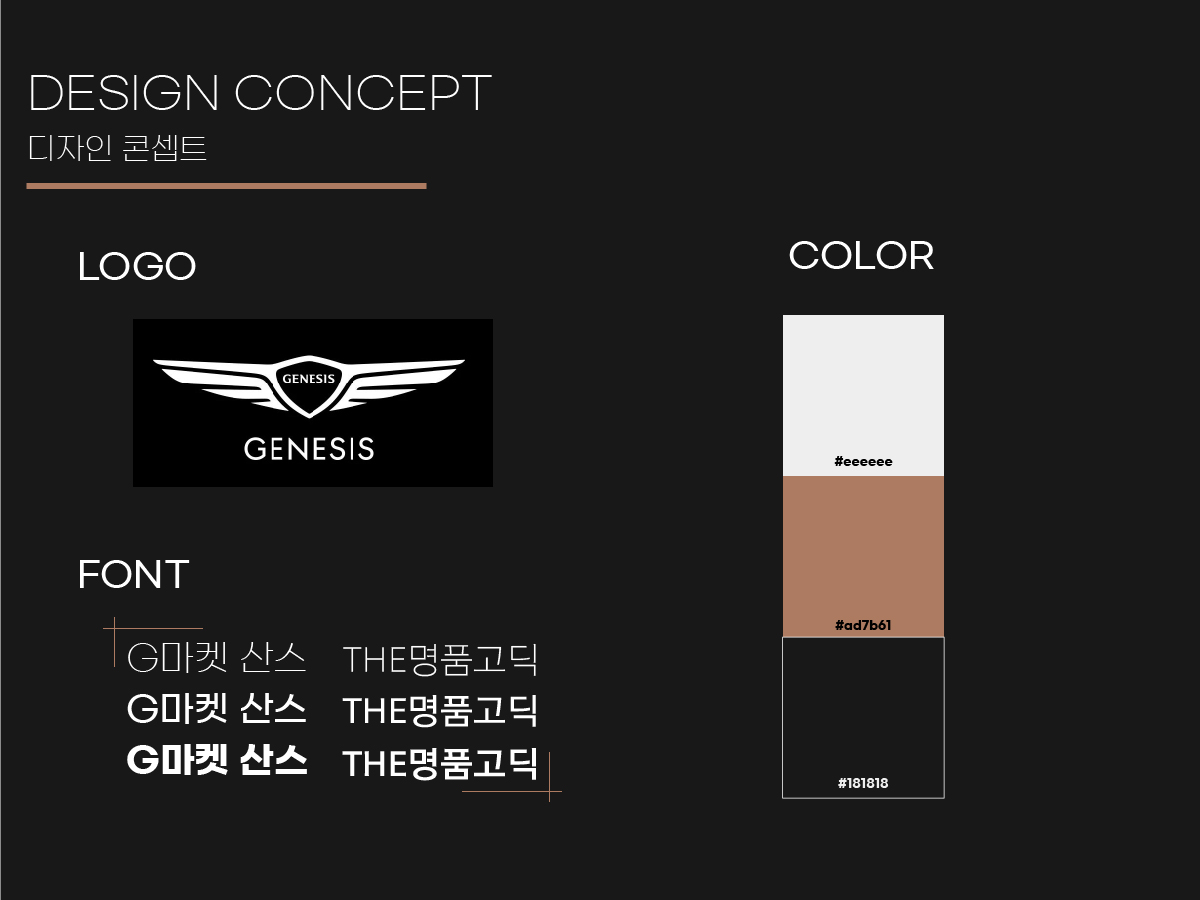 DESIGN CONCEPT
디자인 콘셉트
LOGO
GENESIS
GENESIS
FONT
G마켓 산스 THE명품고딕
G마켓 산스 THE명품고딕
G마켓 산스 THE명품고딕
COLOR
#eeeeee
#ad7b61
#181818